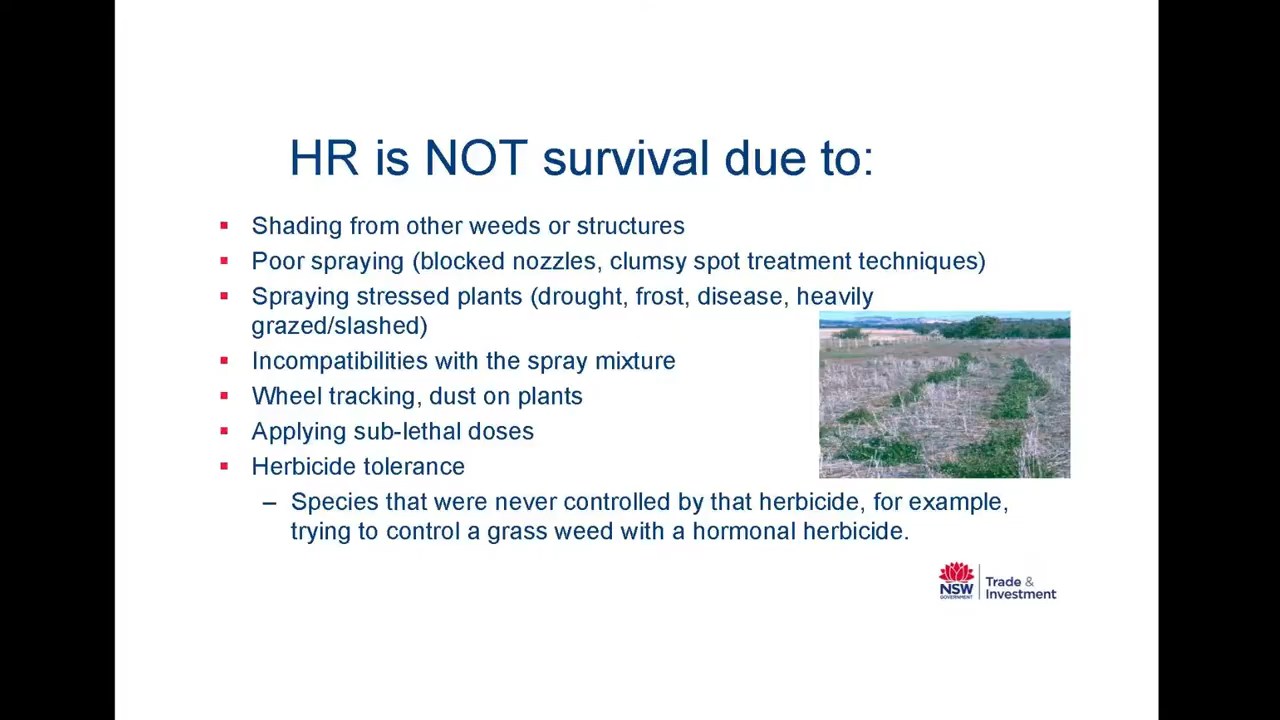 HR is NOT survival due to:
▪ Shading from other weeds or structures
▪ Poor spraying (blocked nozzles, clumsy spot treatment techniques)
▪ Spraying stressed plants (drought, frost, disease, heavily
grazed/slashed)
▪ Incompatibilities with the spray mixture
▪ Wheel tracking, dust on plants
▪ Applying sub-lethal doses
▪ Herbicide tolerance
– Species that were never controlled by that herbicide, for example,
trying to control a grass weed with a hormonal herbicide.
NSW
GOVERNMENT
Trade &
Investment